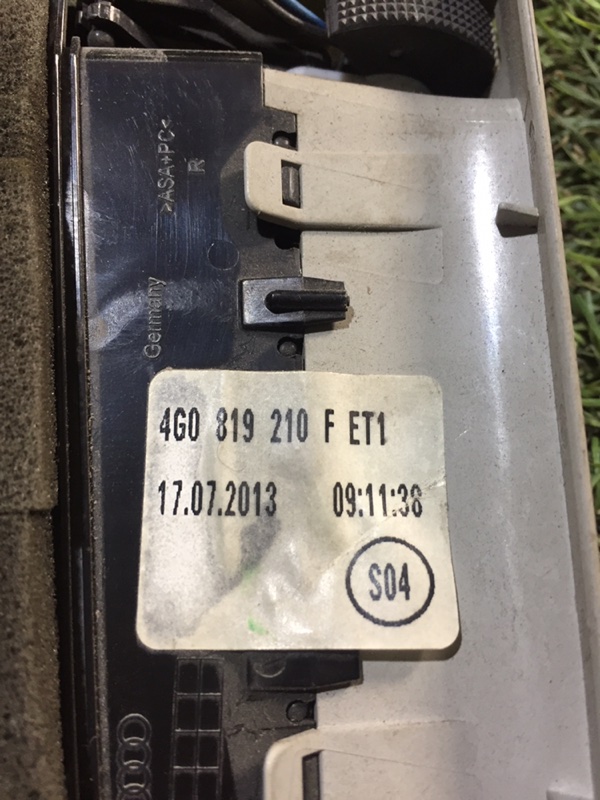 >ASA+PC<
R
Germany
4G0 819 210 F ET1
17.07.2013 09:11:38
S04